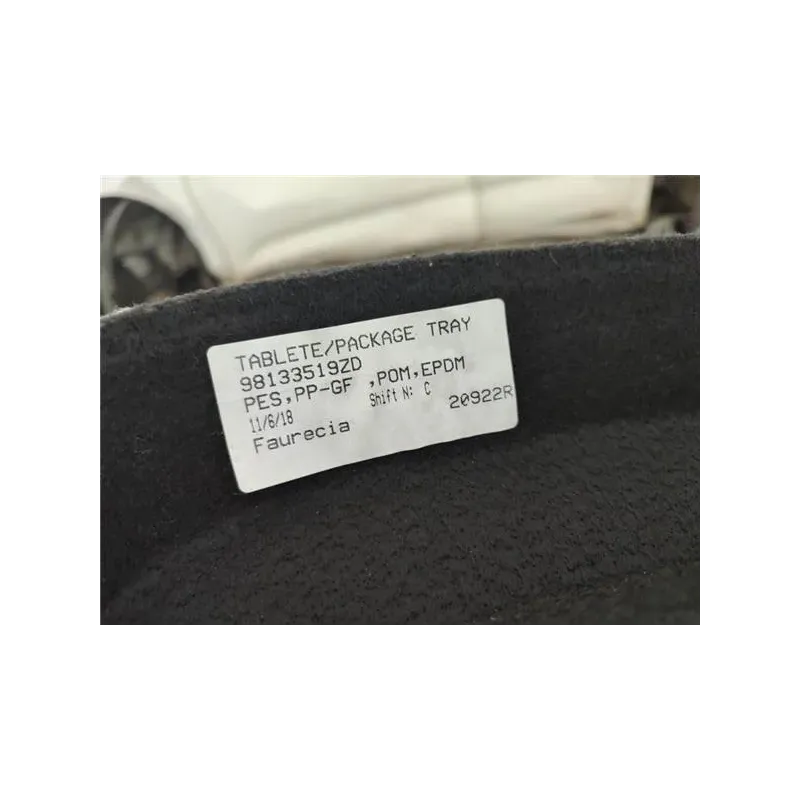 TABLETE/PACKAGE TRAY
98133519ZD
PES,PP-GF ,POM,EPDM
11/6/18 Shift N: C 20922R
Faurecia